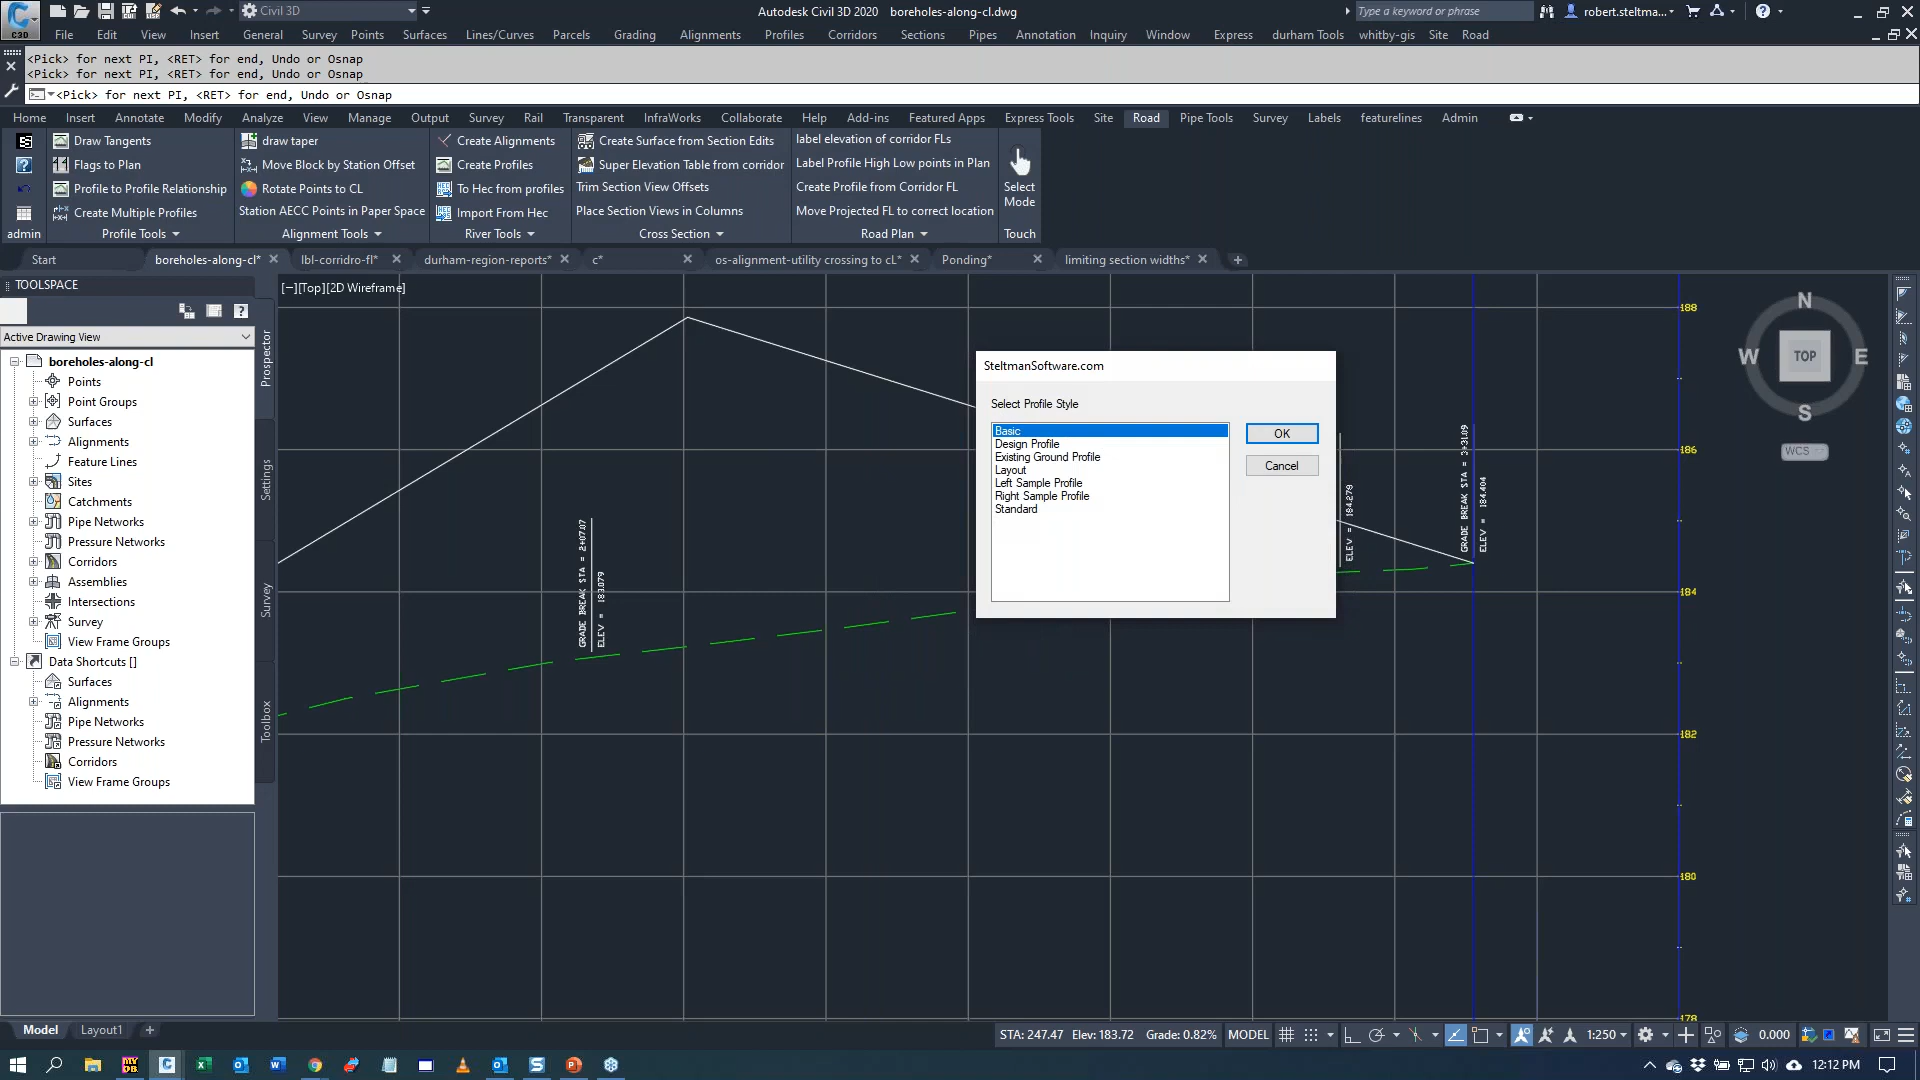 Civil 3D
Autodesk Civil 3D 2020 boreholes-along-cl.dwg
Type a keyword or phrase
robert.steltma...
C3D
File Edit View Insert General Survey Points Surfaces Lines/Curves Parcels Grading Alignments Profiles Corridors Sections Pipes Annotation Inquiry Window Express durham Tools whitby-gis Site Road
<Pick> for next PI, <RET> for end, Undo or Osnap
<Pick> for next PI, <RET> for end, Undo or Osnap
<Pick> for next PI, <RET> for end, Undo or Osnap
Home Insert Annotate Modify Analyze View Manage Output Survey Rail Transparent InfraWorks Collaborate Help Add-ins Featured Apps Express Tools Site Road Pipe Tools Survey Labels featurelines Admin
Draw Tangents draw taper Create Alignments Create Surface from Section Edits label elevation of corridor FLs
Flags to Plan Move Block by Station Offset Create Profiles Super Elevation Table from corridor Label Profile High Low points in Plan
Profile to Profile Relationship Rotate Points to CL To Hec from profiles Trim Section View Offsets Create Profile from Corridor FL Select
Mode
Create Multiple Profiles Station AECC Points in Paper Space Import From Hec Place Section Views in Columns Move Projected FL to correct location
admin Profile Tools Alignment Tools River Tools Cross Section Road Plan Touch
Start boreholes-along-cl* lbl-corridro-fl* durham-region-reports* c* os-alignment-utility crossing to cL* Ponding* limiting section widths*
TOOLSPACE
[−][Top][2D Wireframe]
Active Drawing View
boreholes-along-cl
Points
Point Groups
Surfaces
Alignments
Feature Lines
Sites
Catchments
Pipe Networks
Pressure Networks
Corridors
Assemblies
Intersections
Survey
View Frame Groups
Data Shortcuts []
Surfaces
Alignments
Pipe Networks
Pressure Networks
Corridors
View Frame Groups
Prospector
Settings
Survey
Toolbox
GRADE BREAK STA = 2+07.07
ELEV = 183.079
SteltmanSoftware.com
Select Profile Style
Basic
Design Profile
Existing Ground Profile
Layout
Left Sample Profile
Right Sample Profile
Standard
OK
Cancel
ELEV = 184.279
GRADE BREAK STA = 3+31.09
ELEV = 184.404
188
186
184
182
180
178
N
W TOP E
S
WCS
Model Layout1
STA: 247.47 Elev: 183.72 Grade: 0.82% MODEL 1:250 0.000
12:12 PM